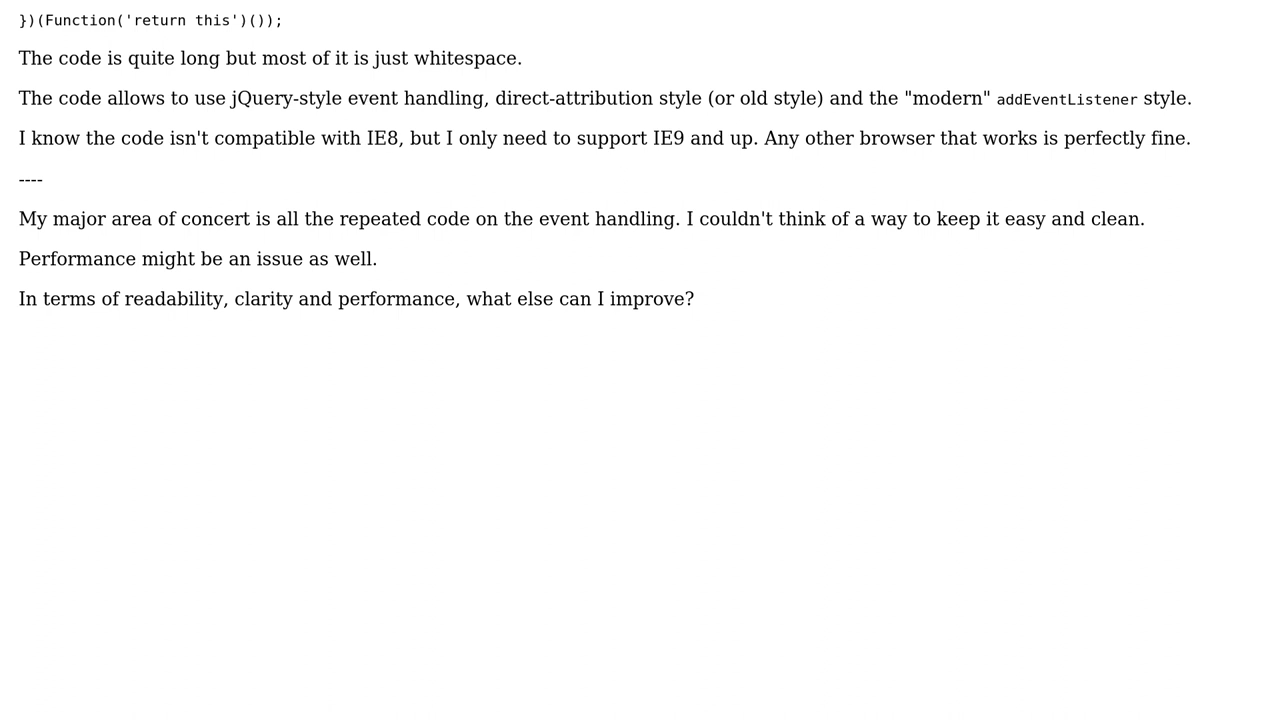 })(Function('return this')());
The code is quite long but most of it is just whitespace.
The code allows to use jQuery-style event handling, direct-attribution style (or old style) and the "modern" addEventListener style.
I know the code isn't compatible with IE8, but I only need to support IE9 and up. Any other browser that works is perfectly fine.
----
My major area of concert is all the repeated code on the event handling. I couldn't think of a way to keep it easy and clean.
Performance might be an issue as well.
In terms of readability, clarity and performance, what else can I improve?